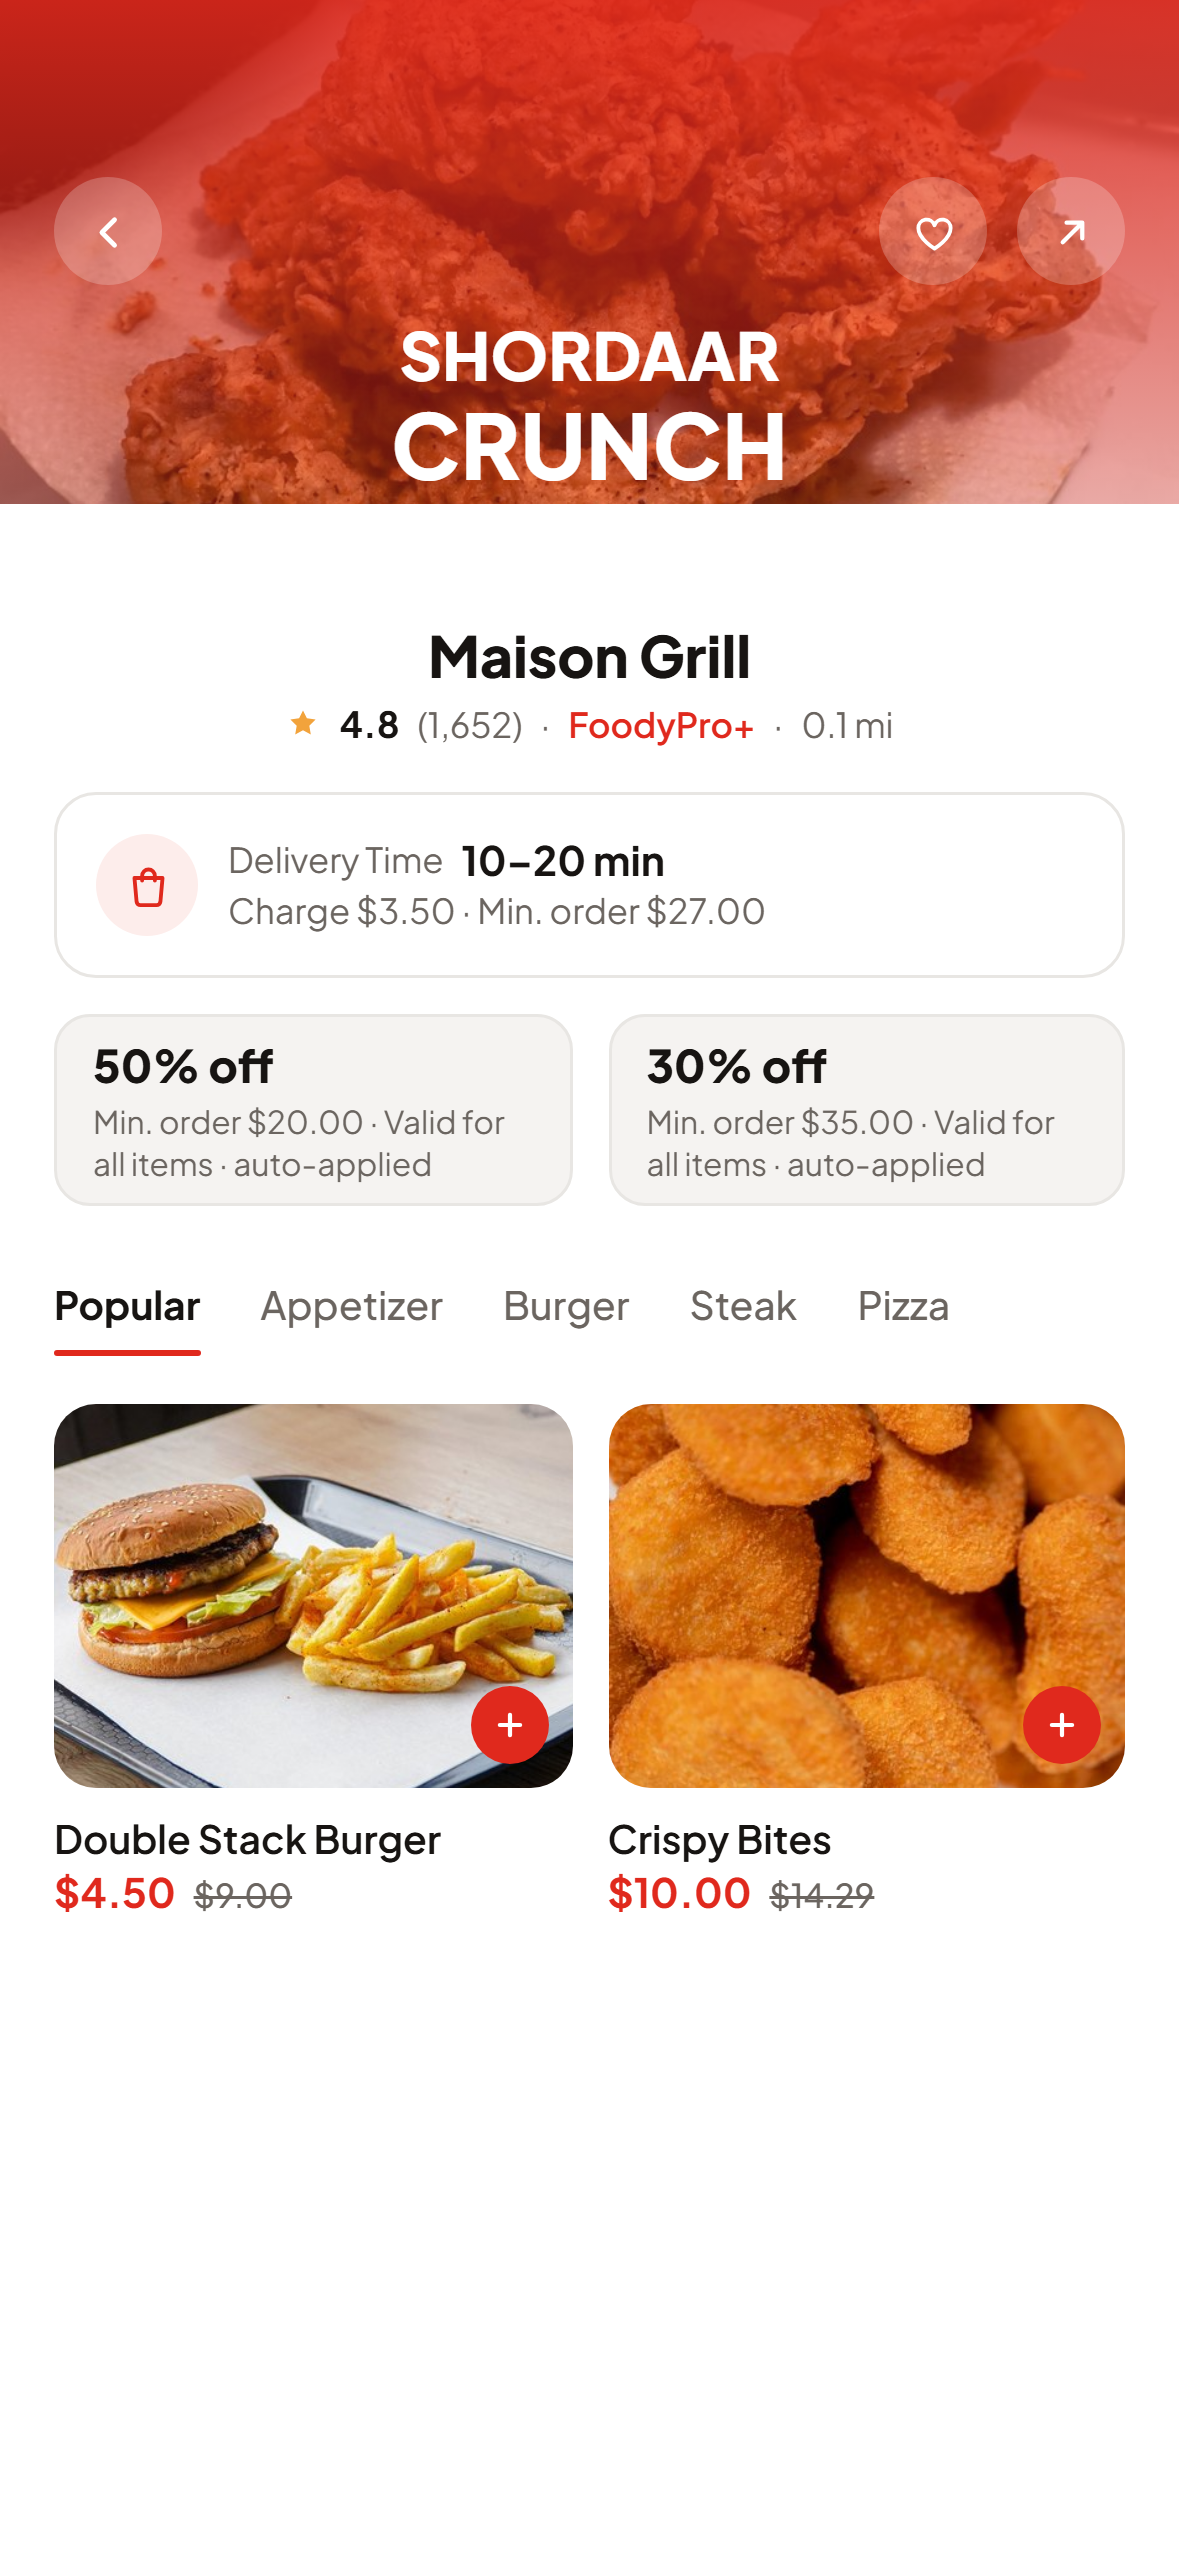 SHORDAAR
CRUNCH
Maison Grill
4.8 (1,652) · FoodyPro+ · 0.1 mi
Delivery Time 10–20 min
Charge $3.50 · Min. order $27.00
50% off
Min. order $20.00 · Valid for
all items · auto-applied
30% off
Min. order $35.00 · Valid for
all items · auto-applied
Popular Appetizer Burger Steak Pizza
Double Stack Burger
$4.50 $9.00
Crispy Bites
$10.00 $14.29